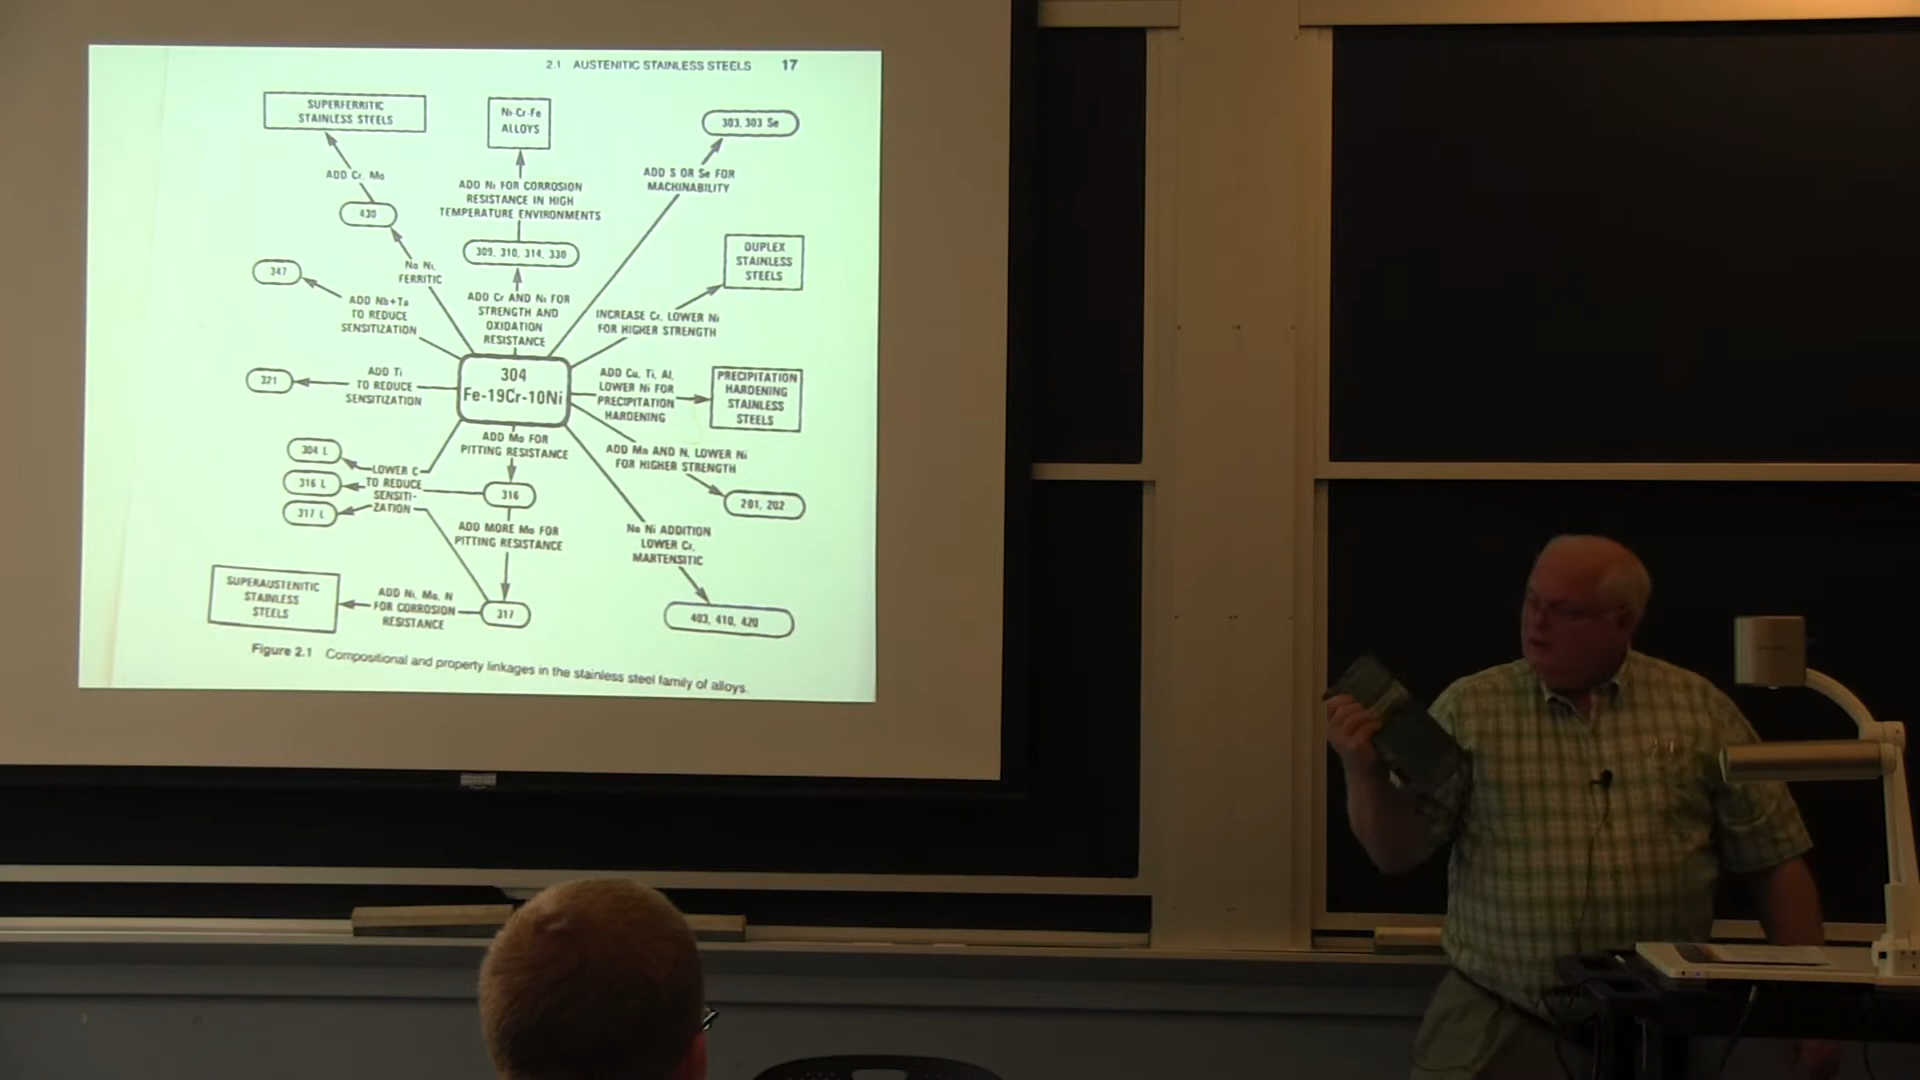 2.1 AUSTENITIC STAINLESS STEELS 17
SUPERFERRITIC
STAINLESS STEELS
Ni-Cr-Fe
ALLOYS
303, 303 Se
ADD Cr, Mo
ADD Ni FOR CORROSION
RESISTANCE IN HIGH
TEMPERATURE ENVIRONMENTS
ADD S OR Se FOR
MACHINABILITY
430
309, 310, 314, 330
DUPLEX
STAINLESS
STEELS
347
No Ni,
FERRITIC
ADD Nb+Ta
TO REDUCE
SENSITIZATION
ADD Cr AND Ni FOR
STRENGTH AND
OXIDATION
RESISTANCE
INCREASE Cr, LOWER Ni
FOR HIGHER STRENGTH
321
ADD Ti
TO REDUCE
SENSITIZATION
304
Fe-19Cr-10Ni
ADD Cu, Ti, Al,
LOWER Ni FOR
PRECIPITATION
HARDENING
PRECIPITATION
HARDENING
STAINLESS
STEELS
304 L
316 L
317 L
LOWER C
TO REDUCE
SENSITI-
ZATION
ADD Mo FOR
PITTING RESISTANCE
316
ADD Mn AND N, LOWER Ni
FOR HIGHER STRENGTH
201, 202
ADD MORE Mo FOR
PITTING RESISTANCE
No Ni ADDITION
LOWER Cr,
MARTENSITIC
SUPERAUSTENITIC
STAINLESS
STEELS
ADD Ni, Mo, N
FOR CORROSION
RESISTANCE
317
403, 410, 420
Figure 2.1 Compositional and property linkages in the stainless steel family of alloys.